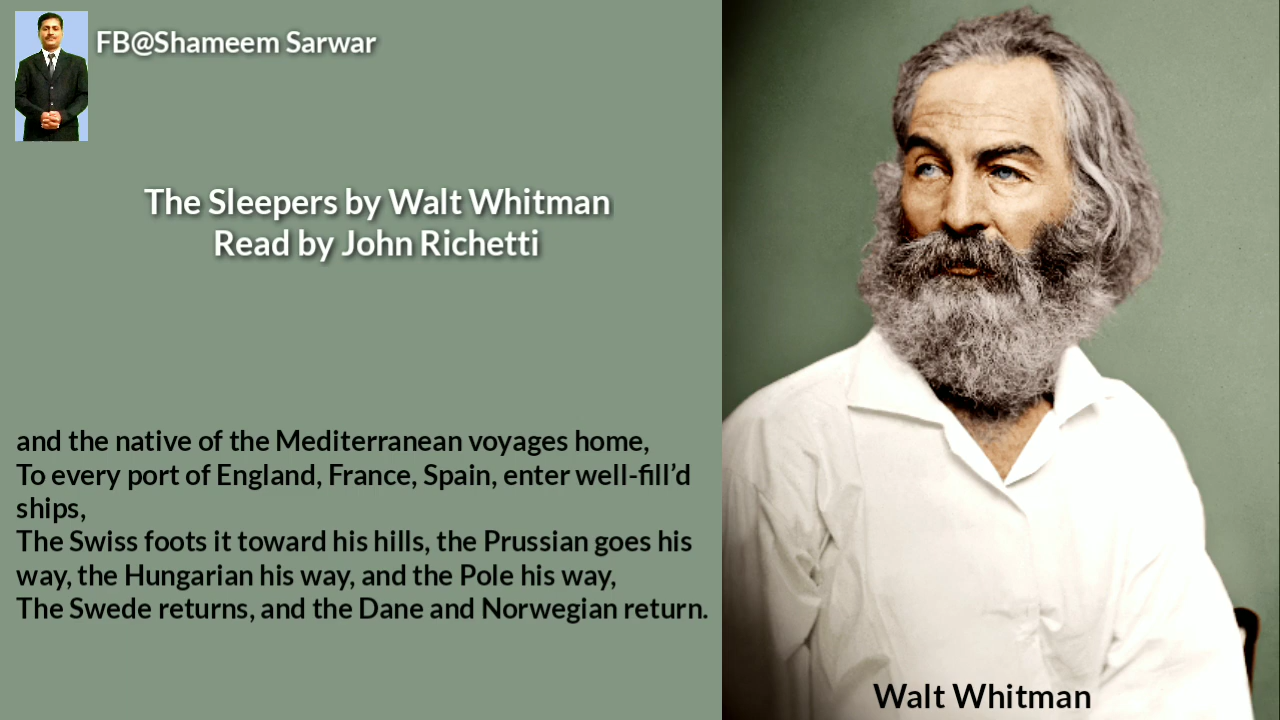 FB@Shameem Sarwar
The Sleepers by Walt Whitman
Read by John Richetti
and the native of the Mediterranean voyages home,
To every port of England, France, Spain, enter well-fill’d
ships,
The Swiss foots it toward his hills, the Prussian goes his
way, the Hungarian his way, and the Pole his way,
The Swede returns, and the Dane and Norwegian return.
Walt Whitman